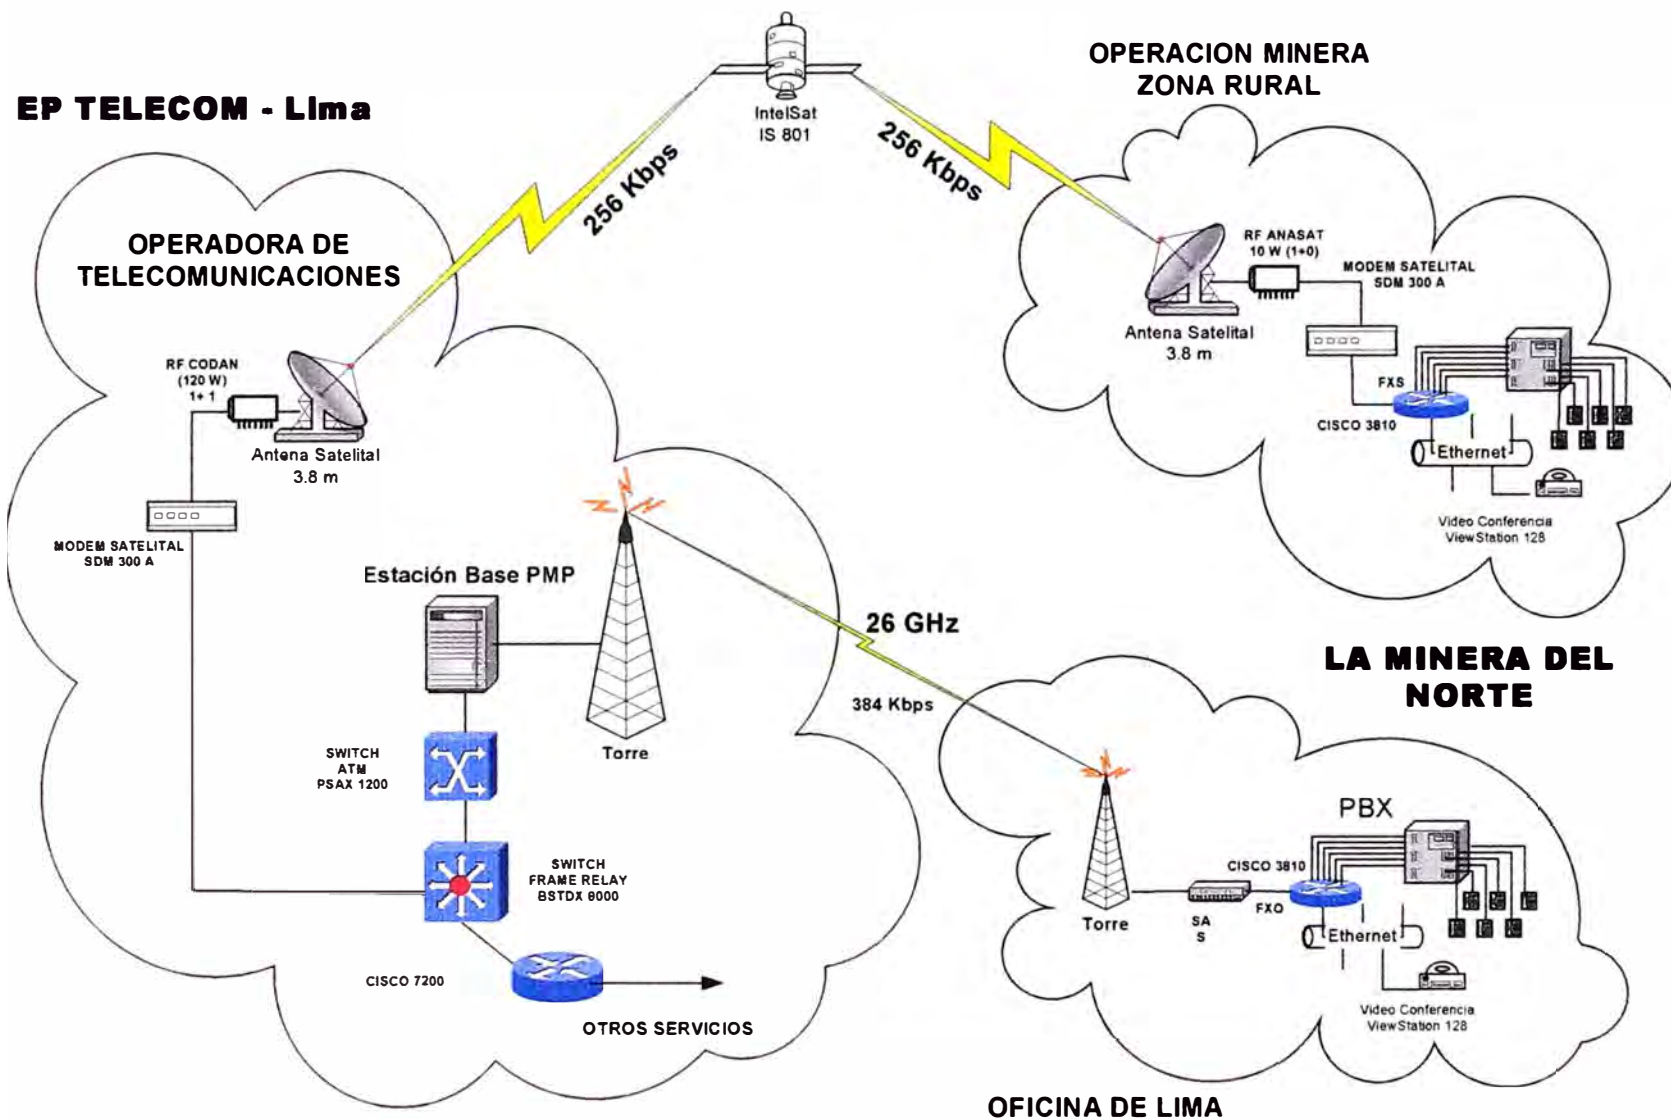 EP TELECOM - Lima
IntelSat
IS 801
OPERACION MINERA
ZONA RURAL
256 Kbps
256 Kbps
OPERADORA DE
TELECOMUNICACIONES
RF CODAN
(120 W)
1+ 1
Antena Satelital
3.8 m
MODEM SATELITAL
SDM 300 A
Estación Base PMP
Torre
SWITCH
ATM
PSAX 1200
SWITCH
FRAME RELAY
BSTDX 9000
CISCO 7200
OTROS SERVICIOS
RF ANASAT
10 W (1+0)
MODEM SATELITAL
SDM 300 A
Antena Satelital
3.8 m
FXS
CISCO 3810
Ethernet
Video Conferencia
ViewStation 128
26 GHz
384 Kbps
LA MINERA DEL
NORTE
PBX
CISCO 3810
Torre
SA
S
FXO
Ethernet
Video Conferencia
ViewStation 128
OFICINA DE LIMA